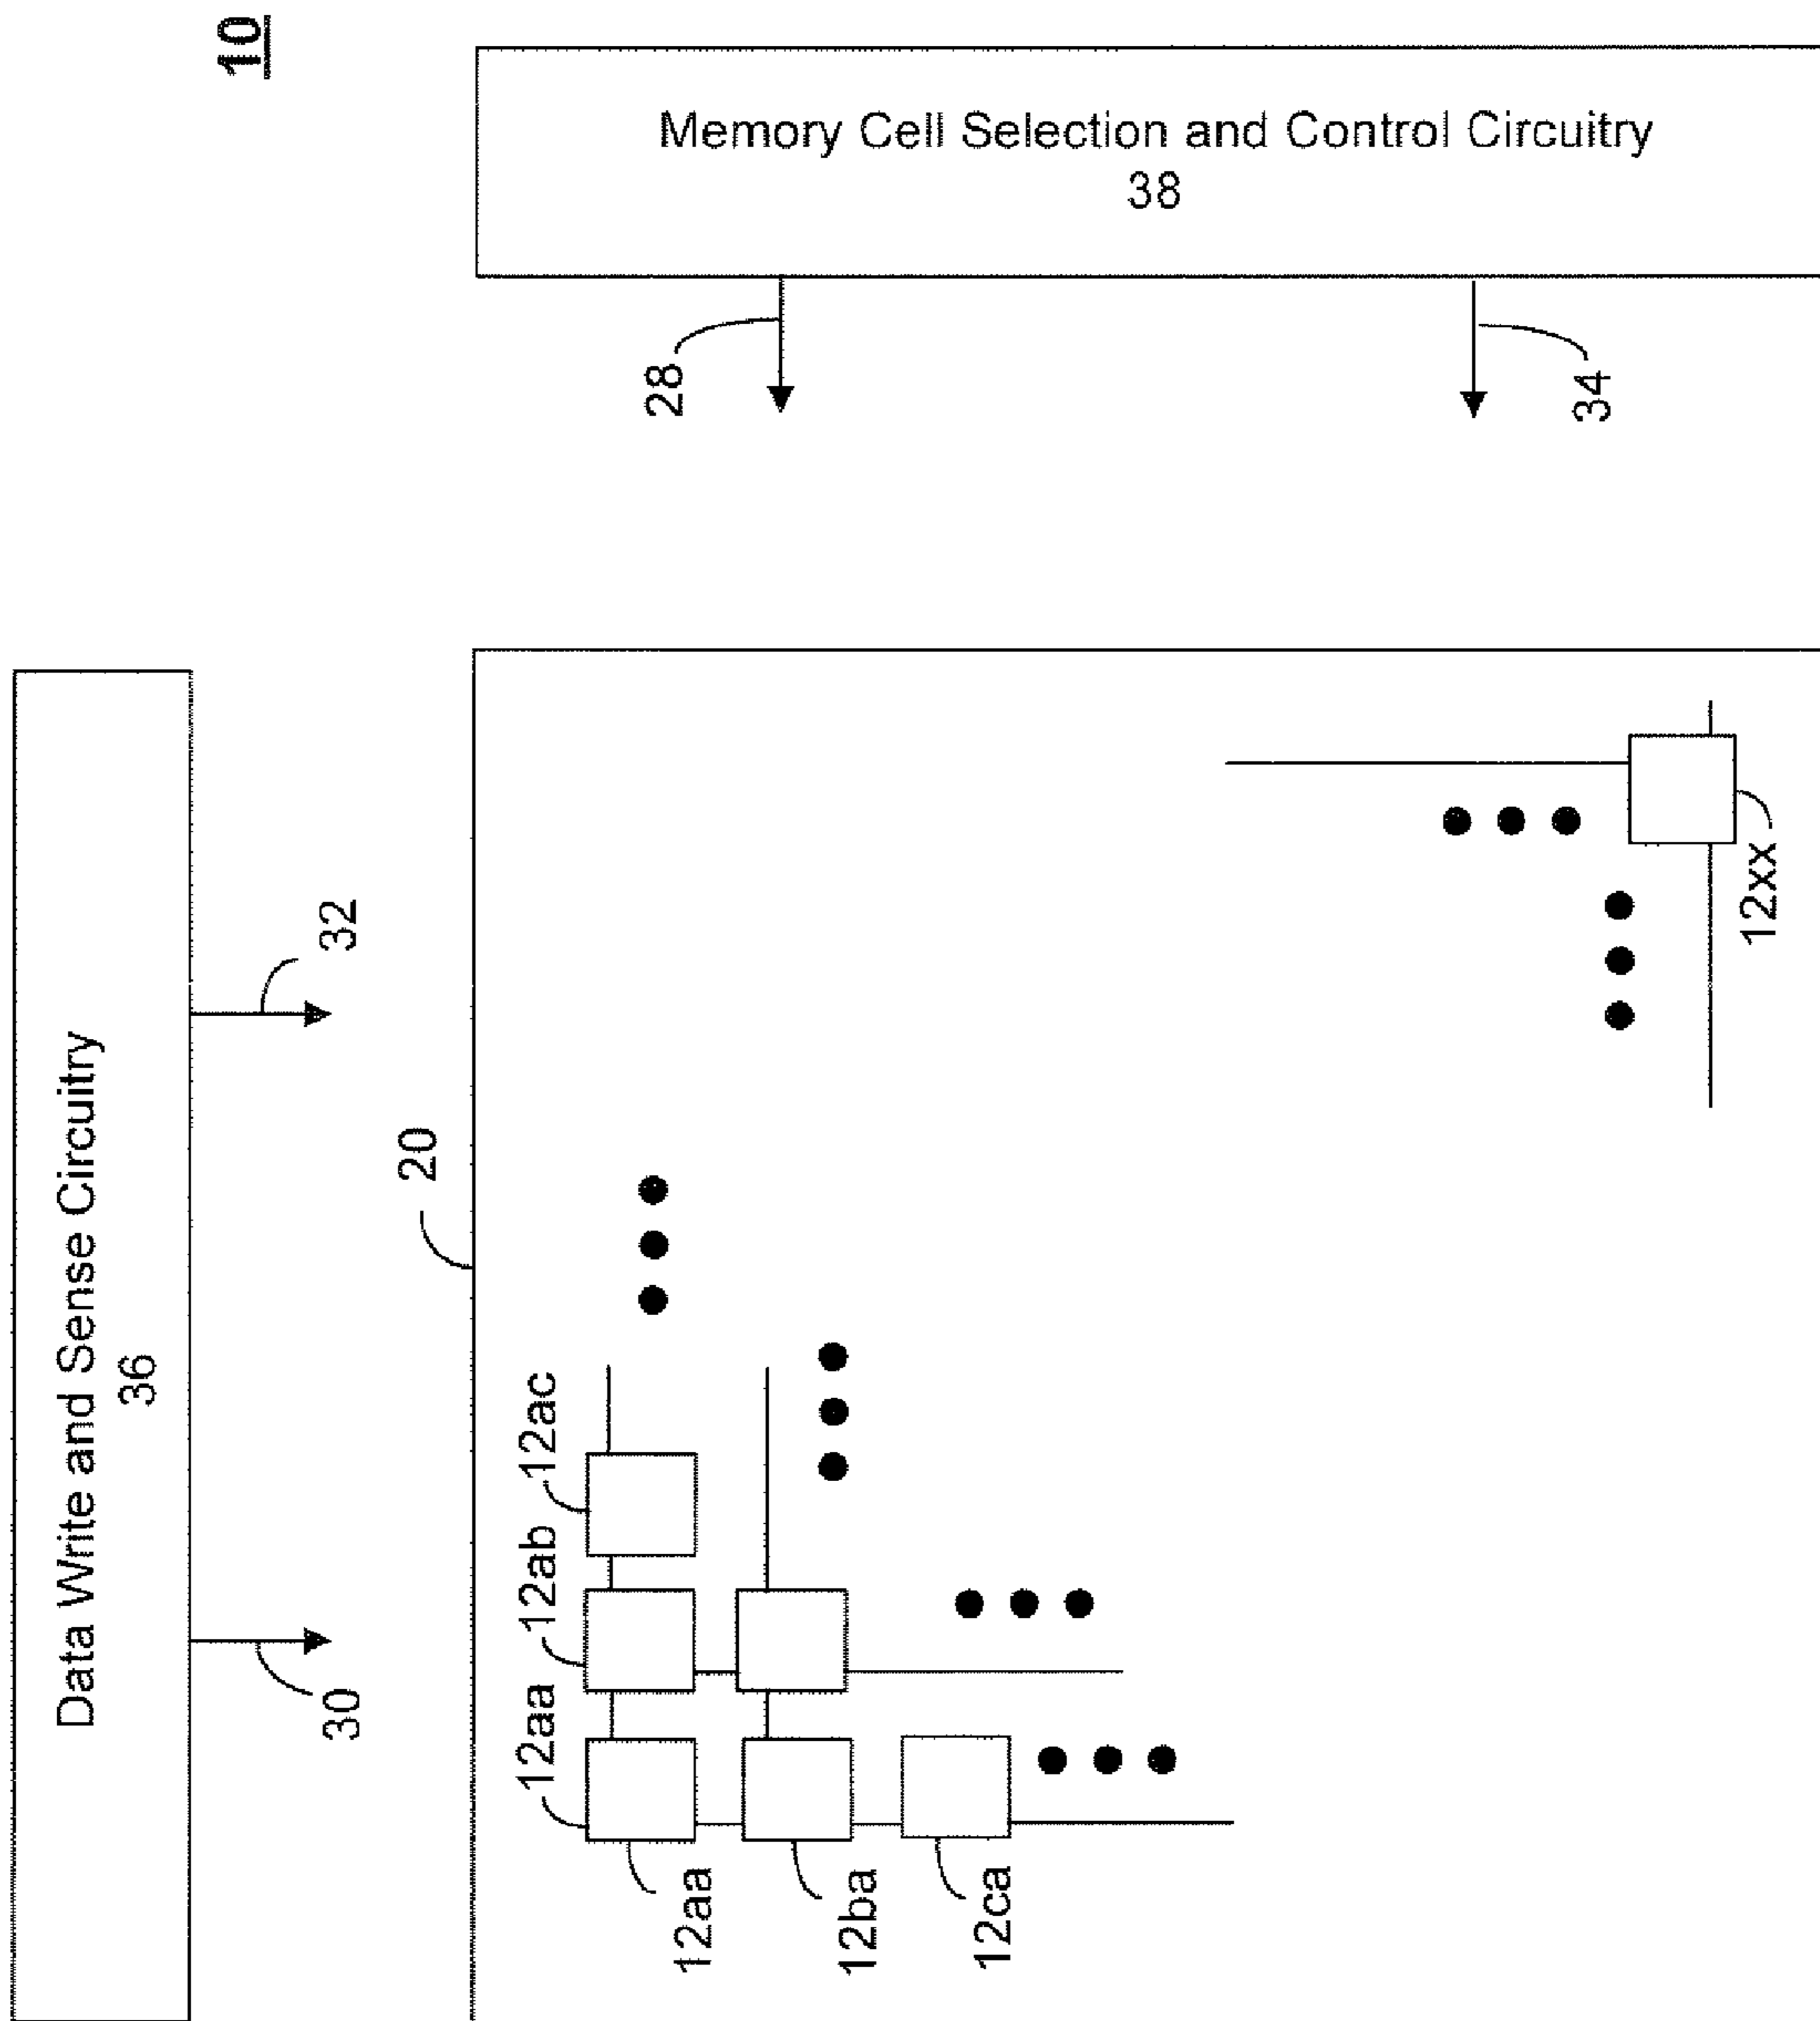 10
Data Write and Sense Circuitry
36
Memory Cell Selection and Control Circuitry
38
30
32
28
34
20
12aa
12ab
12ac
12aa
12ba
12ca
12xx